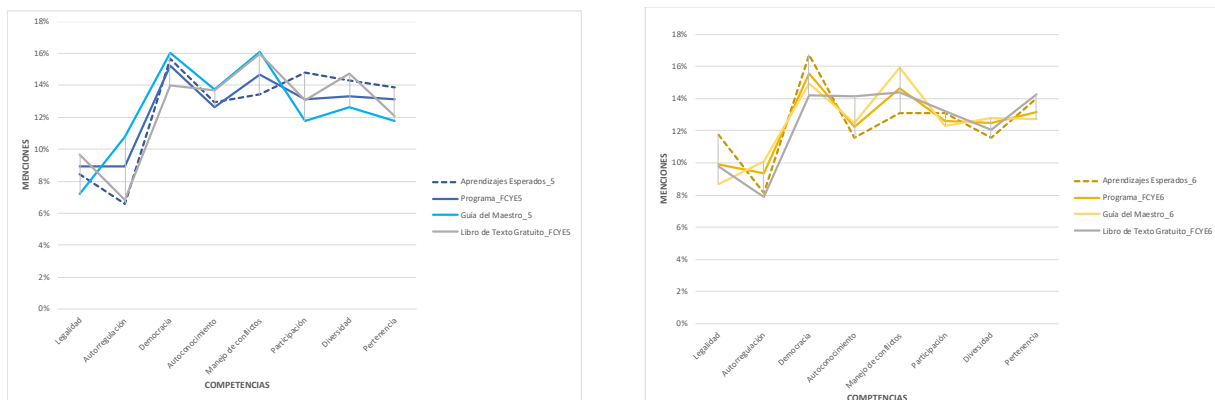 18%
16%
14%
12%
10%
8%
6%
4%
2%
0%
MENCIONES
Legalidad
Autorregulación
Democracia
Autoconocimiento
Manejo de conflictos
Participación
Diversidad
Pertenencia
COMPETENCIAS
Aprendizajes Esperados_5
Programa_FCYE5
Guía del Maestro_5
Libro de Texto Gratuito_FCYE5
18%
16%
14%
12%
10%
8%
6%
4%
2%
0%
MENCIONES
Legalidad
Autorregulación
Democracia
Autoconocimiento
Manejo de conflictos
Participación
Diversidad
Pertenencia
COMPTENCIAS
Aprendizajes Esperados_6
Programa_FCYE6
Guía del Maestro_6
Libro de Texto Gratuito_FCYE6